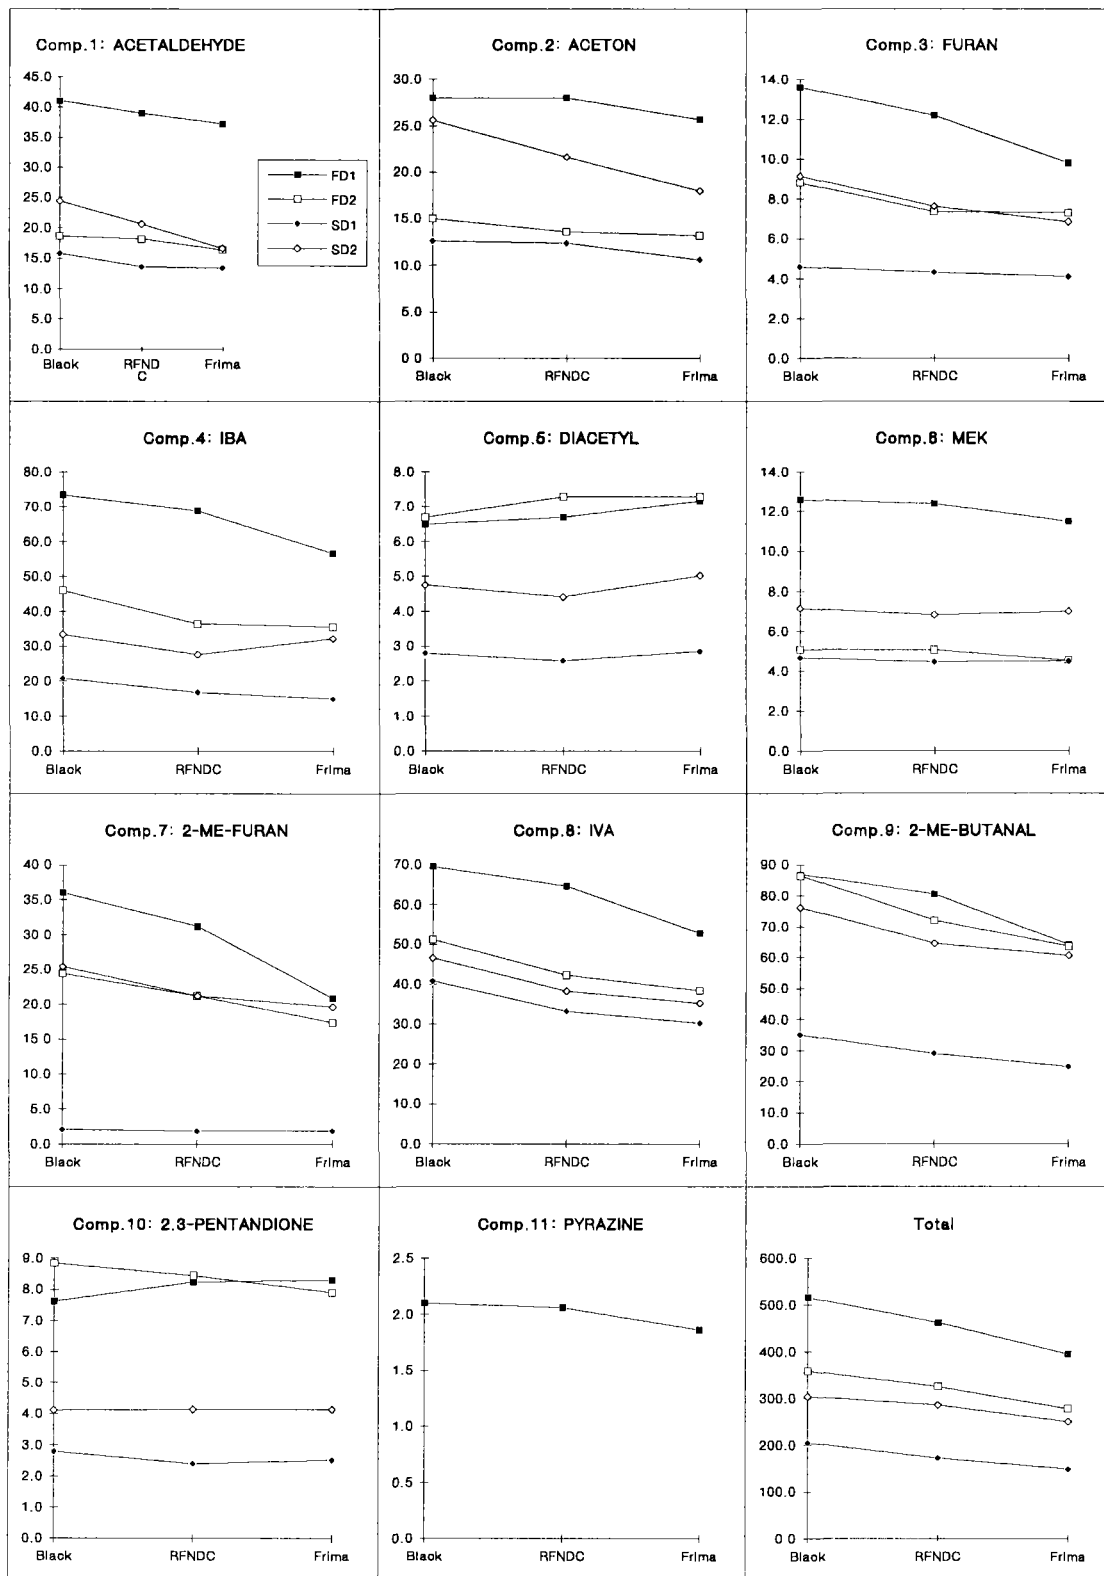 Comp.1: ACETALDEHYDE
45.0
40.0
35.0
30.0
25.0
20.0
15.0
10.0
5.0
0.0
Black
RFND
C
Frima
FD1
FD2
SD1
SD2
Comp.2: ACETON
30.0
25.0
20.0
15.0
10.0
5.0
0.0
Black
RFNDC
Frima
Comp.3: FURAN
14.0
12.0
10.0
8.0
6.0
4.0
2.0
0.0
Black
RFNDC
Frima
Comp.4: IBA
80.0
70.0
60.0
50.0
40.0
30.0
20.0
10.0
0.0
Black
RFNDC
Frima
Comp.5: DIACETYL
8.0
7.0
6.0
5.0
4.0
3.0
2.0
1.0
0.0
Black
RFNDC
Frima
Comp.6: MEK
14.0
12.0
10.0
8.0
6.0
4.0
2.0
0.0
Black
RFNDC
Frima
Comp.7: 2-ME-FURAN
40.0
35.0
30.0
25.0
20.0
15.0
10.0
5.0
0.0
Black
RFNDC
Frima
Comp.8: IVA
70.0
60.0
50.0
40.0
30.0
20.0
10.0
0.0
Black
RFNDC
Frima
Comp.9: 2-ME-BUTANAL
90.0
80.0
70.0
60.0
50.0
40.0
30.0
20.0
10.0
0.0
Black
RFNDC
Frima
Comp.10: 2.3-PENTANDIONE
9.0
8.0
7.0
6.0
5.0
4.0
3.0
2.0
1.0
0.0
Black
RFNDC
Frima
Comp.11: PYRAZINE
2.5
2.0
1.5
1.0
0.5
0.0
Black
RFNDC
Frima
Total
600.0
500.0
400.0
300.0
200.0
100.0
0.0
Black
RFNDC
Frima